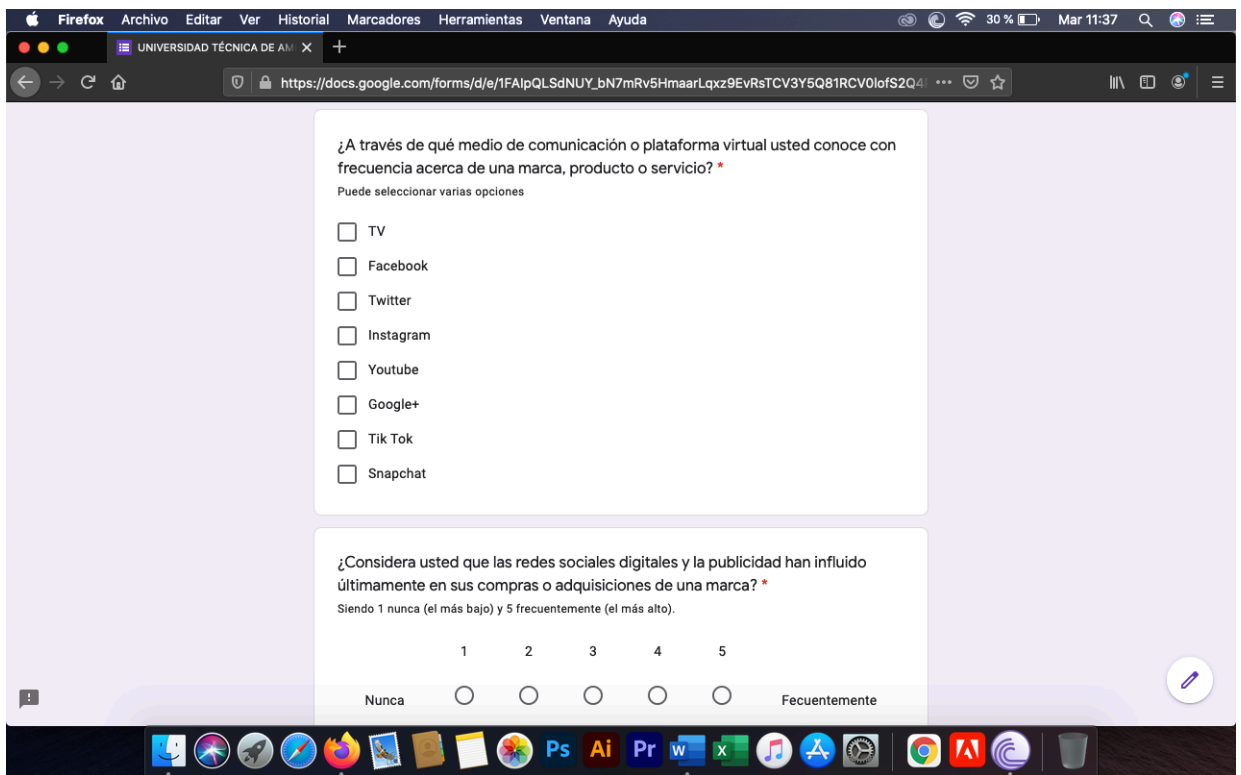 Firefox Archivo Editar Ver Historial Marcadores Herramientas Ventana Ayuda 30 % Mar 11:37
UNIVERSIDAD TÉCNICA DE AM
https://docs.google.com/forms/d/e/1FAIpQLSdNUY_bN7mRv5HmaarLqxz9EvRsTCV3Y5Q81RCV0lofS2Q4
¿A través de qué medio de comunicación o plataforma virtual usted conoce con
frecuencia acerca de una marca, producto o servicio? *
Puede seleccionar varias opciones
TV
Facebook
Twitter
Instagram
Youtube
Google+
Tik Tok
Snapchat
¿Considera usted que las redes sociales digitales y la publicidad han influido
últimamente en sus compras o adquisiciones de una marca? *
Siendo 1 nunca (el más bajo) y 5 frecuentemente (el más alto).
1 2 3 4 5
Nunca Fecuentemente
Ps Ai Pr W X